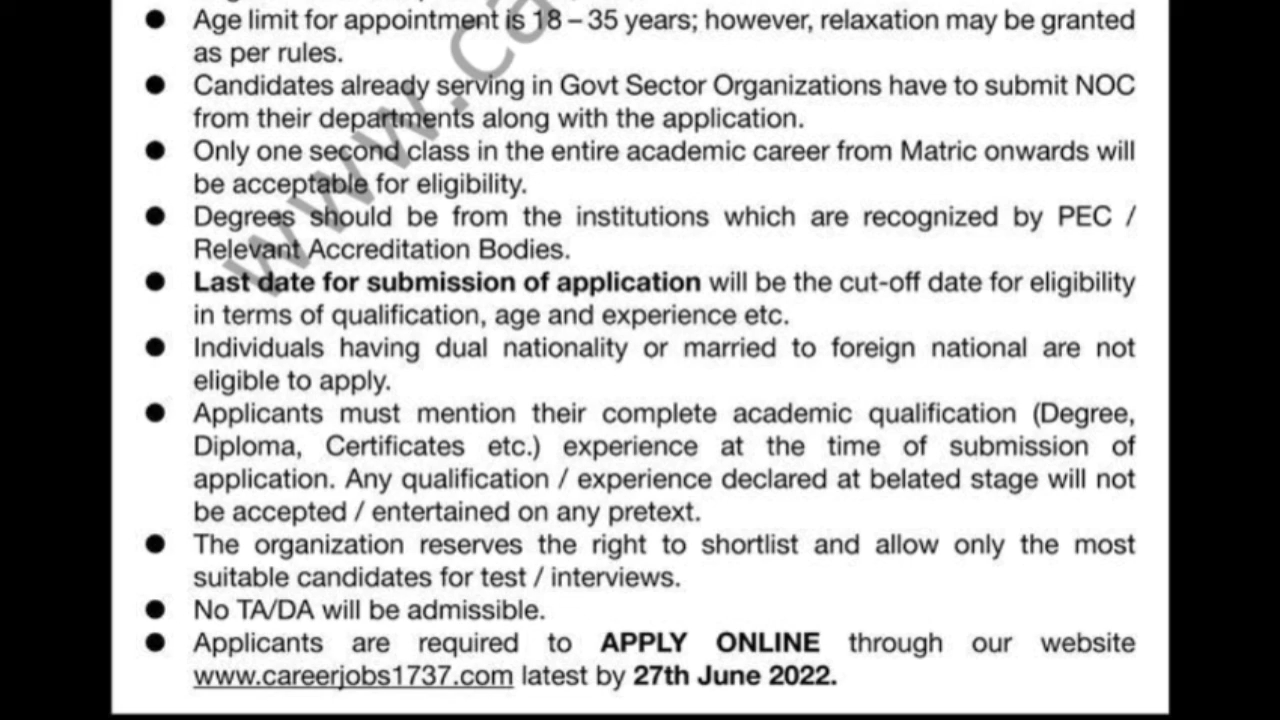 ● Age limit for appointment is 18 – 35 years; however, relaxation may be granted
as per rules.
● Candidates already serving in Govt Sector Organizations have to submit NOC
from their departments along with the application.
● Only one second class in the entire academic career from Matric onwards will
be acceptable for eligibility.
● Degrees should be from the institutions which are recognized by PEC /
Relevant Accreditation Bodies.
● Last date for submission of application will be the cut-off date for eligibility
in terms of qualification, age and experience etc.
● Individuals having dual nationality or married to foreign national are not
eligible to apply.
● Applicants must mention their complete academic qualification (Degree,
Diploma, Certificates etc.) experience at the time of submission of
application. Any qualification / experience declared at belated stage will not
be accepted / entertained on any pretext.
● The organization reserves the right to shortlist and allow only the most
suitable candidates for test / interviews.
● No TA/DA will be admissible.
● Applicants are required to APPLY ONLINE through our website
www.careerjobs1737.com latest by 27th June 2022.
www.ca